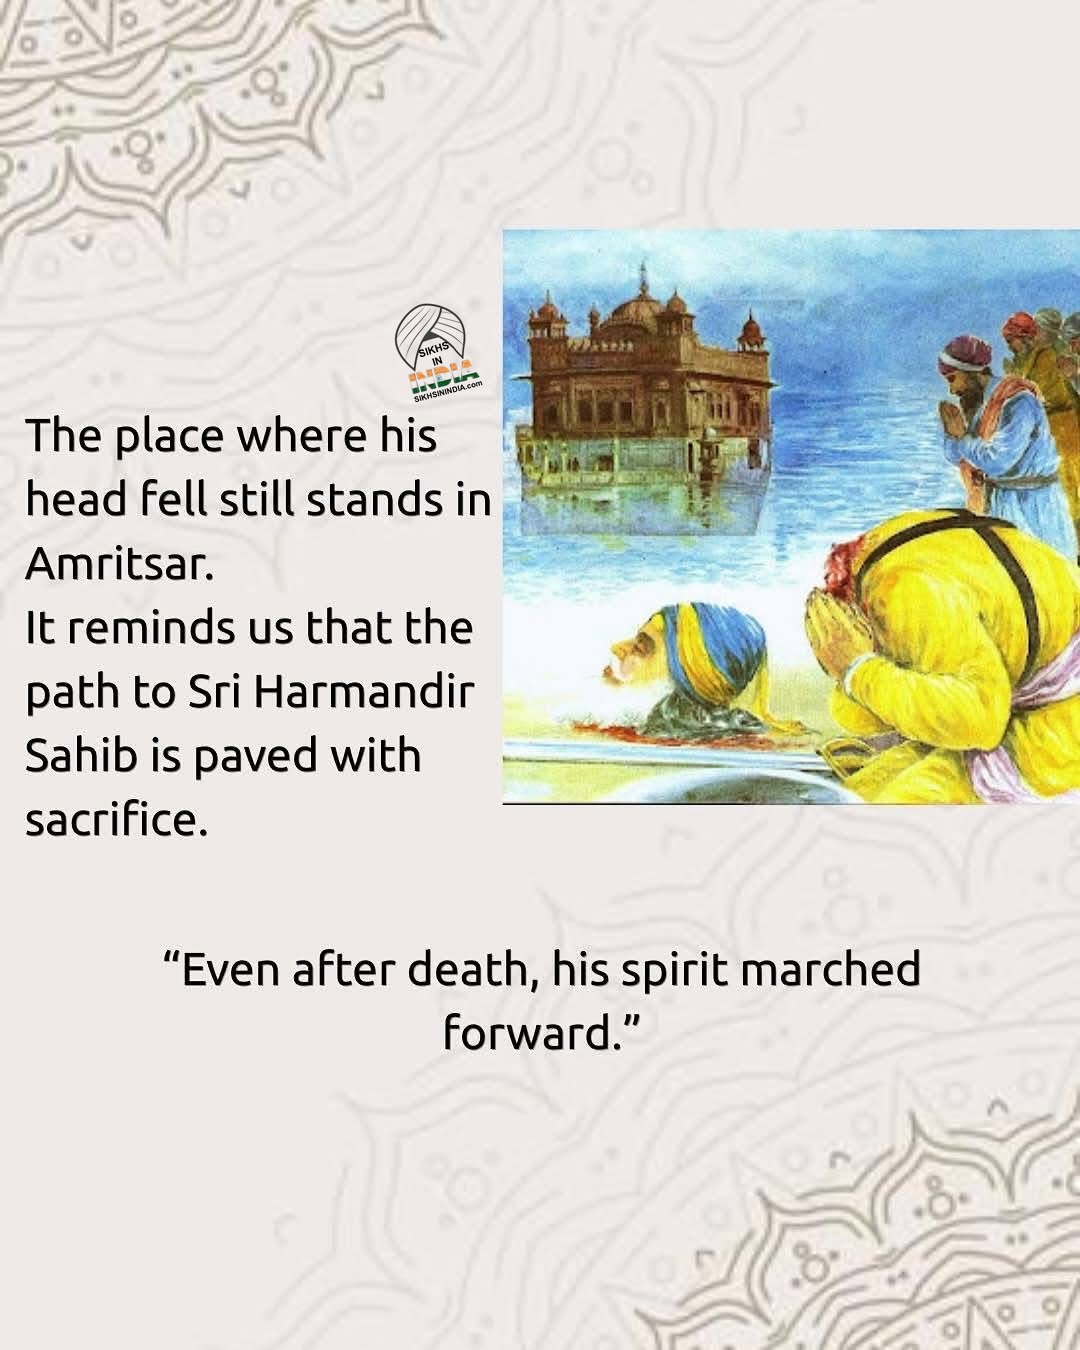 SIKHS
IN
INDIA
SIKHSININDIA.com
The place where his
head fell still stands in
Amritsar.
It reminds us that the
path to Sri Harmandir
Sahib is paved with
sacrifice.
“Even after death, his spirit marched
forward.”